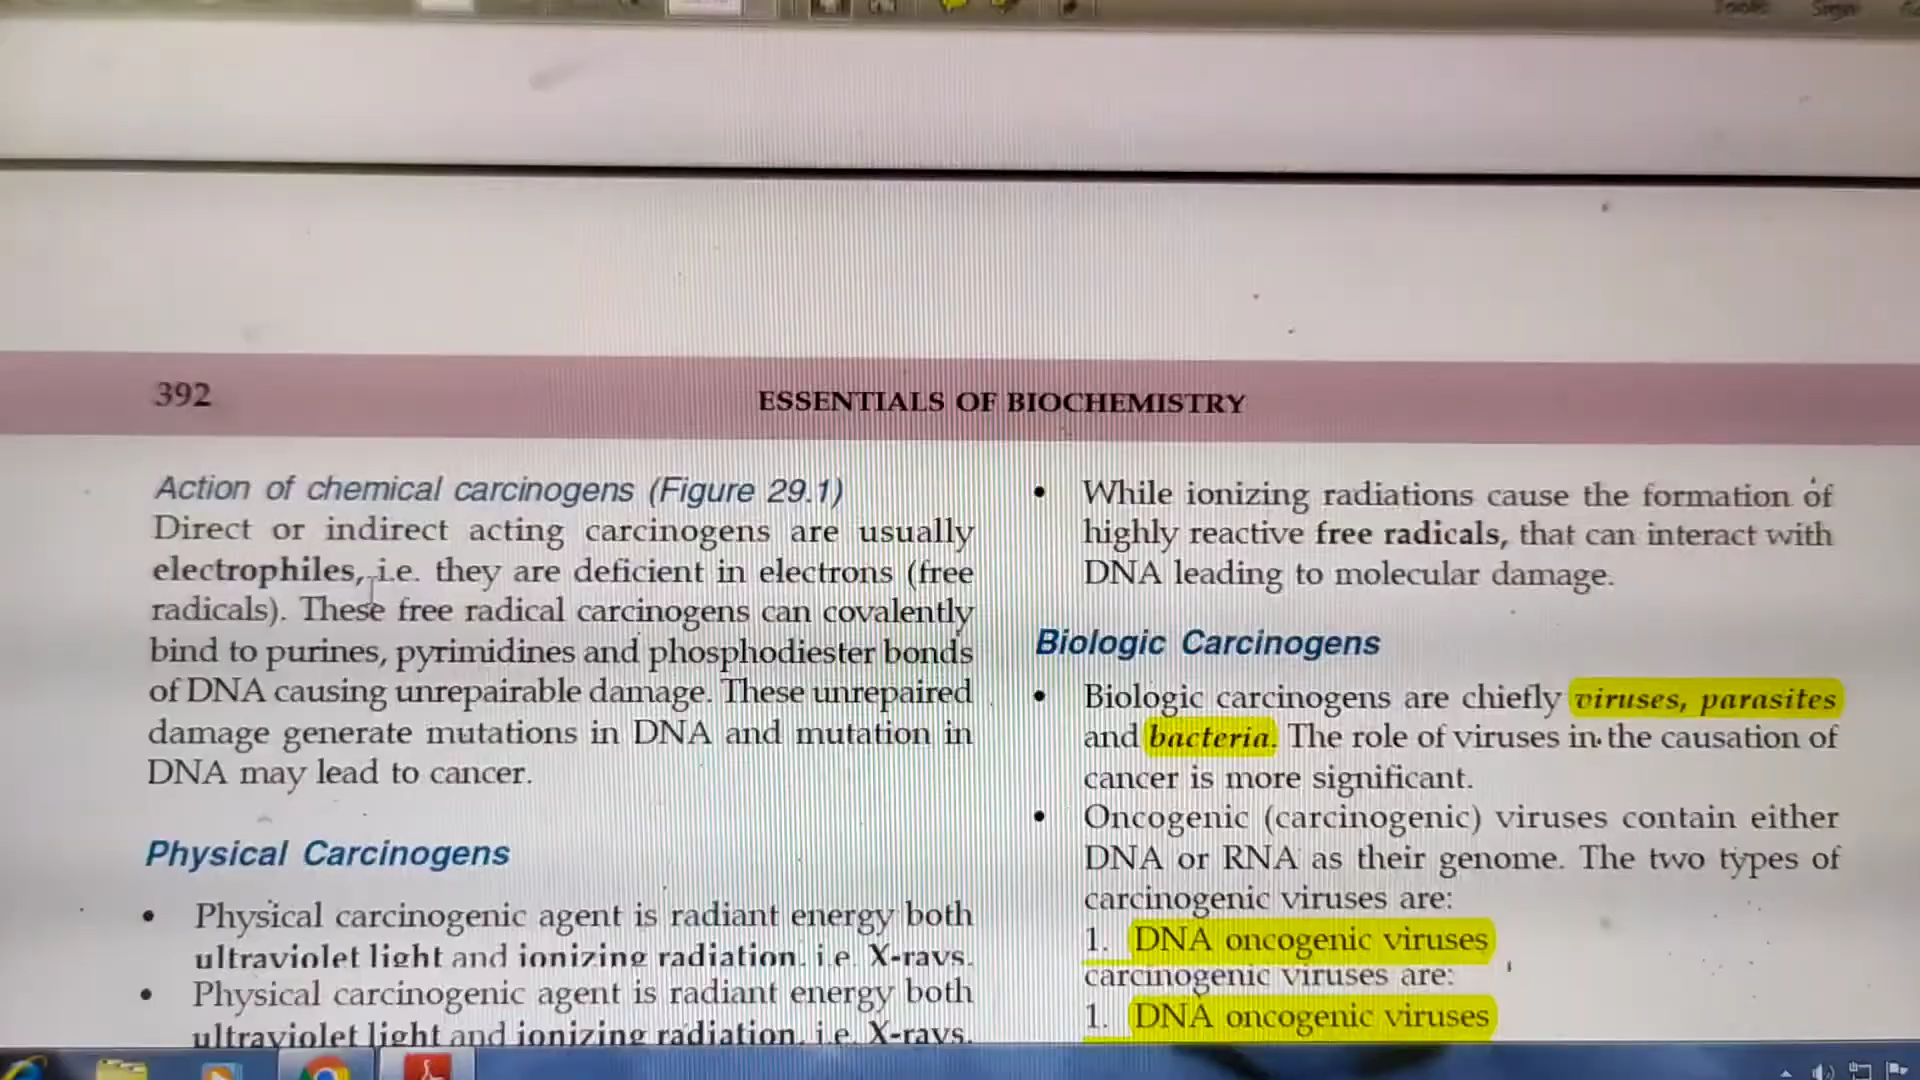 Tools Sign
392
ESSENTIALS OF BIOCHEMISTRY
Action of chemical carcinogens (Figure 29.1)
Direct or indirect acting carcinogens are usually
electrophiles, i.e. they are deficient in electrons (free
radicals). These free radical carcinogens can covalently
bind to purines, pyrimidines and phosphodiester bonds
of DNA causing unrepairable damage. These unrepaired
damage generate mutations in DNA and mutation in
DNA may lead to cancer.
Physical Carcinogens
• Physical carcinogenic agent is radiant energy both
ultraviolet light and ionizing radiation, i.e. X-rays.
• Physical carcinogenic agent is radiant energy both
ultraviolet light and ionizing radiation, i.e. X-rays.
• While ionizing radiations cause the formation of
highly reactive free radicals, that can interact with
DNA leading to molecular damage.
Biologic Carcinogens
• Biologic carcinogens are chiefly viruses, parasites
and bacteria. The role of viruses in the causation of
cancer is more significant.
• Oncogenic (carcinogenic) viruses contain either
DNA or RNA as their genome. The two types of
carcinogenic viruses are:
1. DNA oncogenic viruses
carcinogenic viruses are:
1. DNA oncogenic viruses